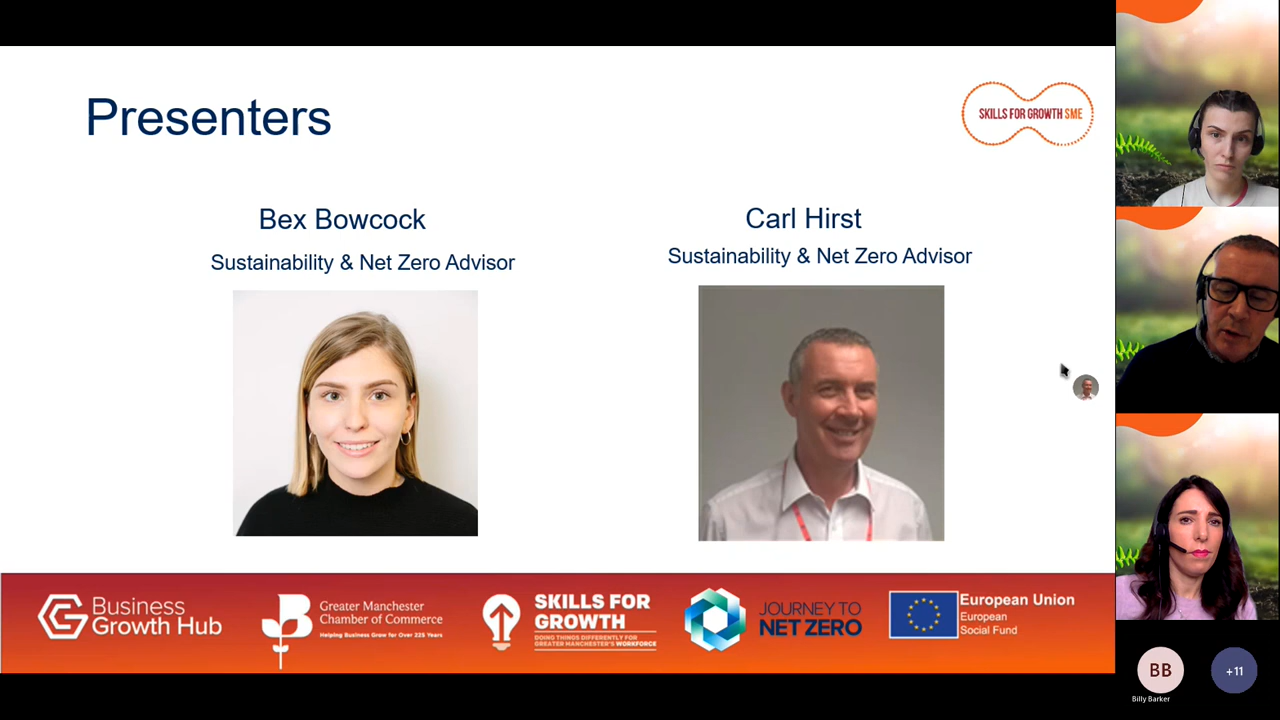 Presenters
SKILLS FOR GROWTH SME
Bex Bowcock
Sustainability & Net Zero Advisor
Carl Hirst
Sustainability & Net Zero Advisor
Business
Growth Hub
Greater Manchester
Chamber of Commerce
Helping Business Grow for Over 225 Years
SKILLS FOR
GROWTH
DOING THINGS DIFFERENTLY FOR
GREATER MANCHESTER'S WORKFORCE
JOURNEY TO
NET ZERO
European Union
European
Social Fund
BB
Billy Barker
+11